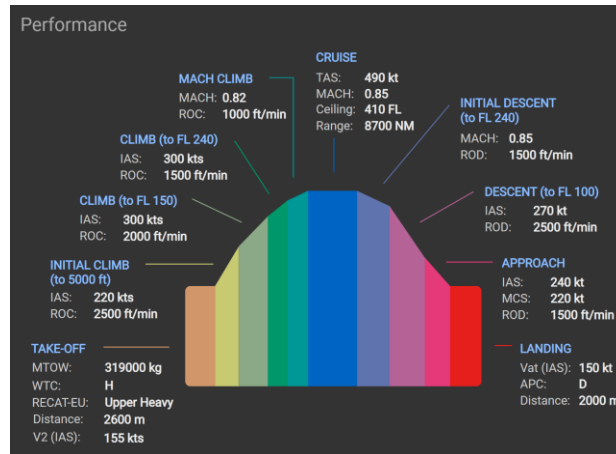 Performance
CRUISE
TAS: 490 kt
MACH: 0.85
Ceiling: 410 FL
Range: 8700 NM
MACH CLIMB
MACH: 0.82
ROC: 1000 ft/min
INITIAL DESCENT
(to FL 240)
MACH: 0.85
ROD: 1500 ft/min
CLIMB (to FL 240)
IAS: 300 kts
ROC: 1500 ft/min
DESCENT (to FL 100)
IAS: 270 kt
ROD: 2500 ft/min
CLIMB (to FL 150)
IAS: 300 kts
ROC: 2000 ft/min
INITIAL CLIMB
(to 5000 ft)
IAS: 220 kts
ROC: 2500 ft/min
APPROACH
IAS: 240 kt
MCS: 220 kt
ROD: 1500 ft/min
TAKE-OFF
MTOW: 319000 kg
WTC: H
RECAT-EU: Upper Heavy
Distance: 2600 m
V2 (IAS): 155 kts
LANDING
Vat (IAS): 150 kt
APC: D
Distance: 2000 m